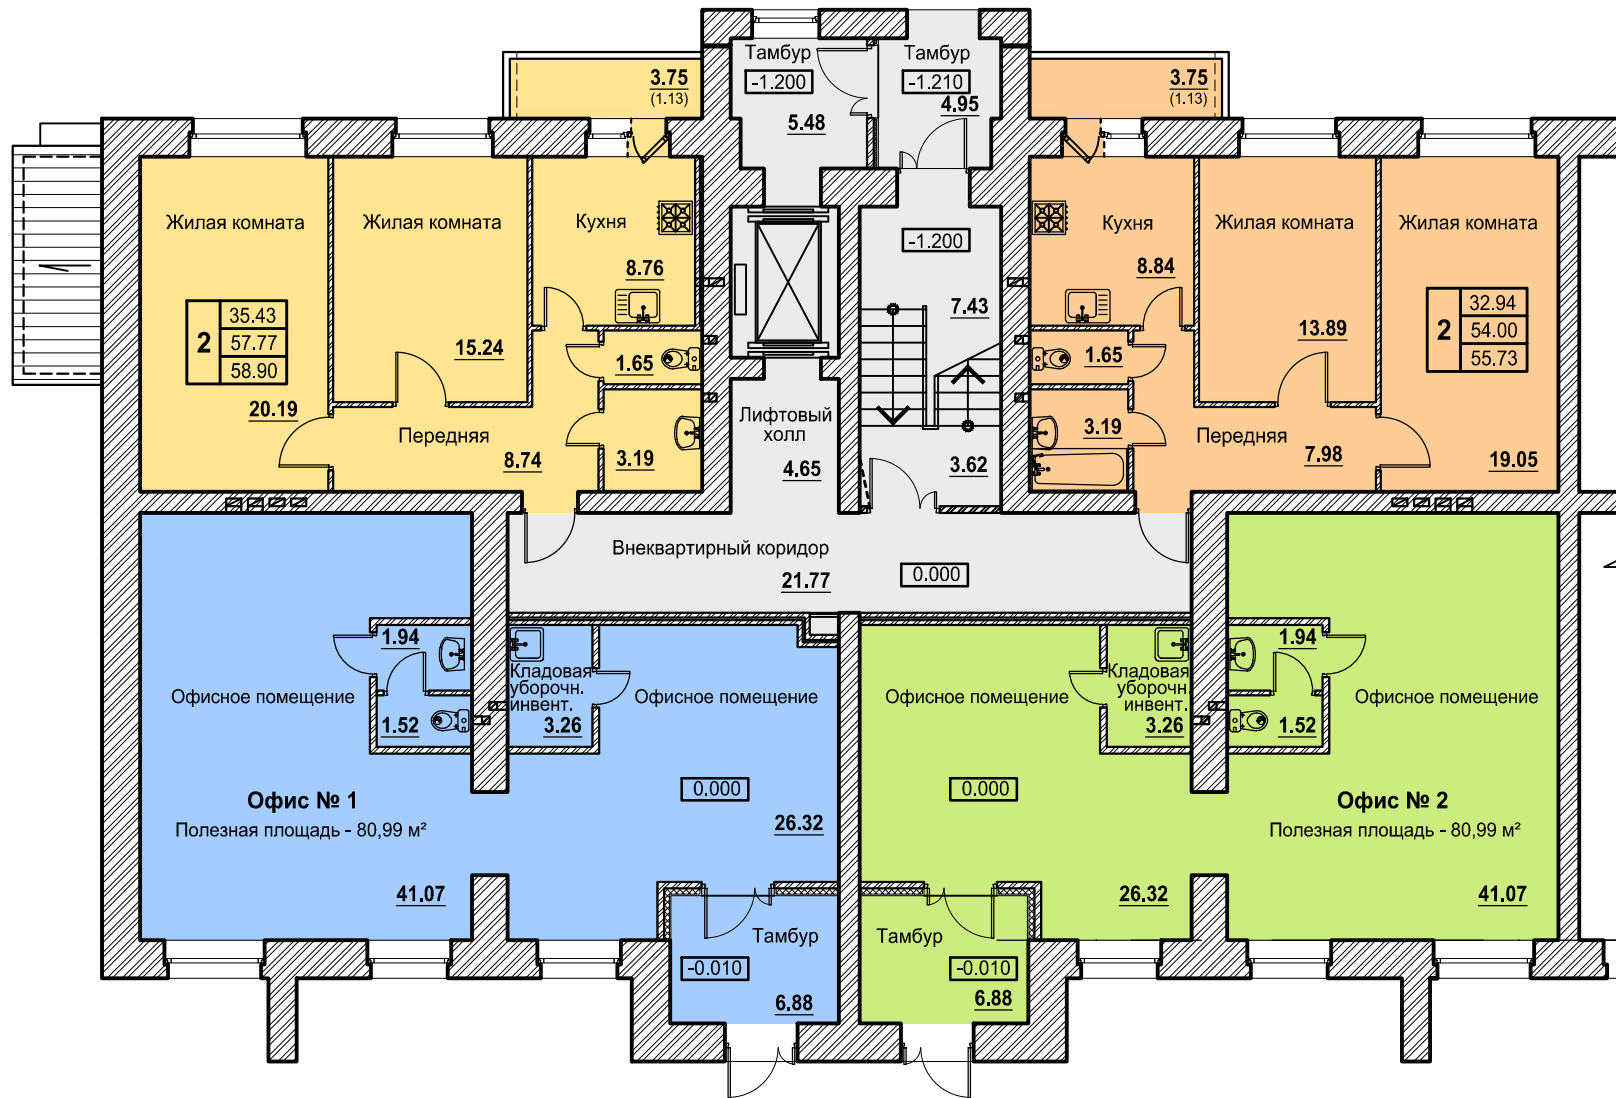 Тамбур
-1.200
5.48
Тамбур
-1.210
4.95
3.75
(1.13)
3.75
(1.13)
Жилая комната
2
35.43
57.77
58.90
20.19
Жилая комната
15.24
Кухня
8.76
1.65
3.19
Передняя
8.74
Лифтовый
холл
4.65
-1.200
7.43
3.62
Кухня
8.84
1.65
3.19
Жилая комната
13.89
Передняя
7.98
Жилая комната
2
32.94
54.00
55.73
19.05
Внеквартирный коридор
21.77
0.000
1.94
1.52
Офисное помещение
Офис № 1
Полезная площадь - 80,99 м²
41.07
Кладовая
уборочн.
инвент.
3.26
Офисное помещение
0.000
26.32
Тамбур
-0.010
6.88
Офисное помещение
0.000
Кладовая
уборочн.
инвент.
3.26
26.32
Тамбур
-0.010
6.88
1.94
1.52
Офисное помещение
Офис № 2
Полезная площадь - 80,99 м²
41.07